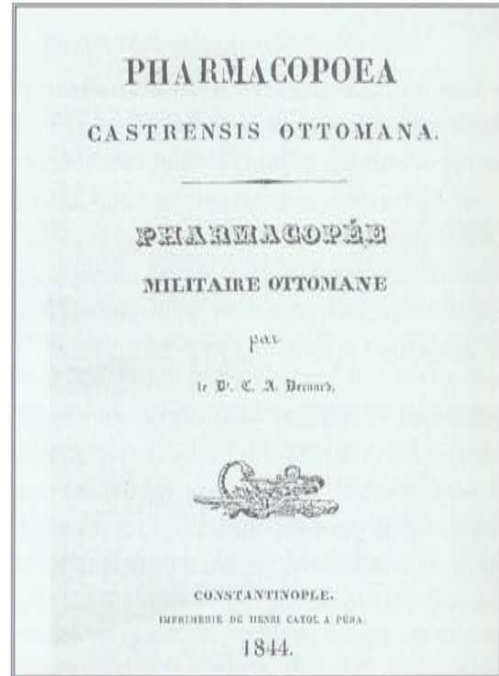 PHARMACOPOEA
CASTRENSIS OTTOMANA.
PHARMACOPÉE
MILITAIRE OTTOMANE
par
le Dr. C. A. Bernard.
CONSTANTINOPLE.
IMPRIMERIE DE HENRI CAYOL A PÉRA.
1844.